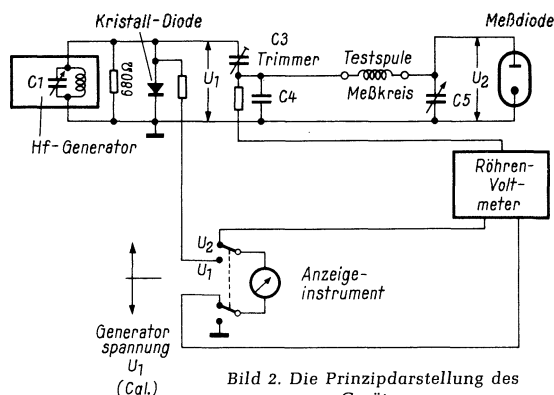 Kristall-Diode
Meßdiode
C3
Trimmer
Testspule
Meßkreis
C1
680Ω
U1
C4
C5
U2
Hf-Generator
Röhren-
Volt-
meter
U2
U1
Anzeige-
instrument
Generator
spannung
U1
(Cal.)
Bild 2. Die Prinzipdarstellung des